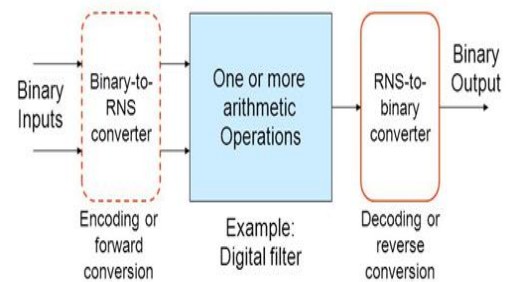 Binary
Inputs
Binary-to-
RNS
converter
Encoding or
forward
conversion
One or more
arithmetic
Operations
Example:
Digital filter
RNS-to-
binary
converter
Decoding or
reverse
conversion
Binary
Output